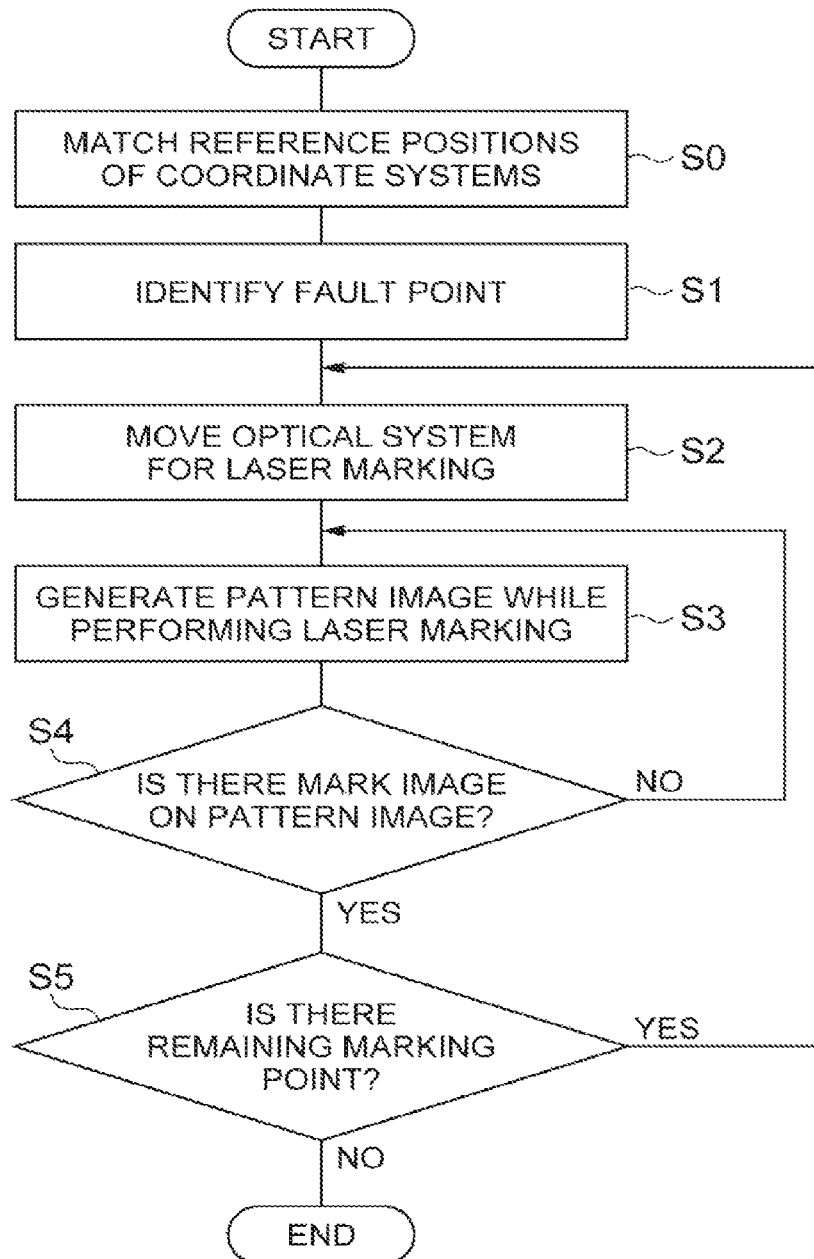 START
MATCH REFERENCE POSITIONS
OF COORDINATE SYSTEMS
S0
IDENTIFY FAULT POINT
S1
MOVE OPTICAL SYSTEM
FOR LASER MARKING
S2
GENERATE PATTERN IMAGE WHILE
PERFORMING LASER MARKING
S3
S4
IS THERE MARK IMAGE
ON PATTERN IMAGE?
NO
YES
S5
IS THERE
REMAINING MARKING
POINT?
YES
NO
END